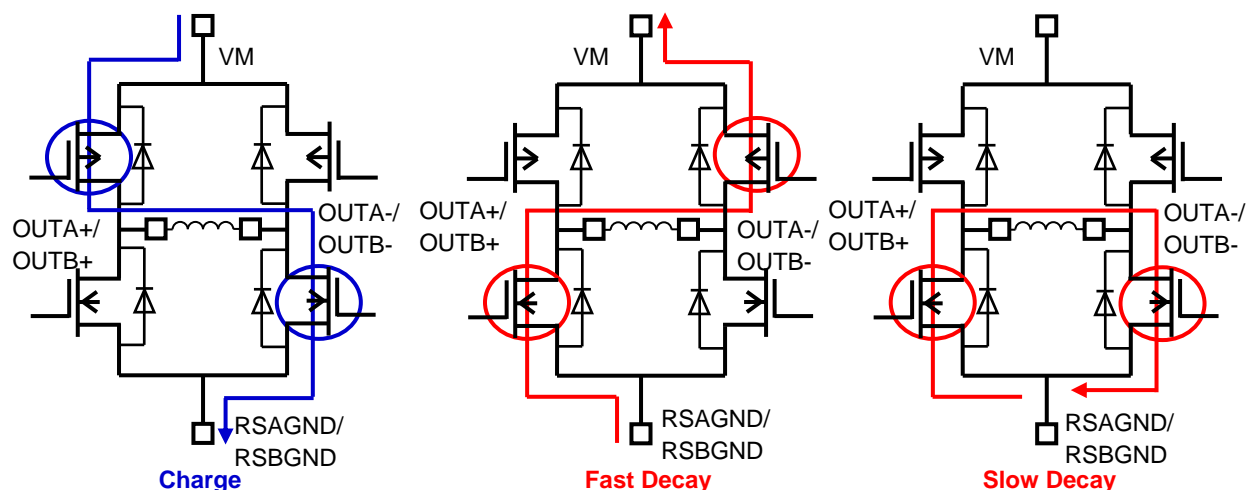 VM
OUTA+/
OUTB+
OUTA-/
OUTB-
RSAGND/
RSBGND
Charge
VM
OUTA+/
OUTB+
OUTA-/
OUTB-
RSAGND/
RSBGND
Fast Decay
VM
OUTA+/
OUTB+
OUTA-/
OUTB-
RSAGND/
RSBGND
Slow Decay